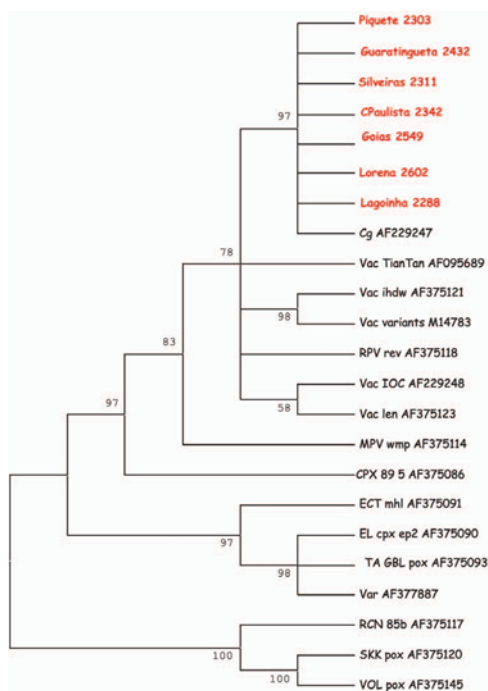 Piquete 2303
Guaratingueta 2432
Silveiras 2311
97
CPaulista 2342
Goias 2549
Lorena 2602
Lagoinha 2288
Cg AF229247
78
Vac TianTan AF095689
Vac ihdw AF375121
98
Vac variants M14783
83
RPV rev AF375118
Vac IOC AF229248
97
58
Vac len AF375123
MPV wmp AF375114
CPX 89 5 AF375086
ECT mhl AF375091
97
EL cpx ep2 AF375090
TA GBL pox AF375093
98
Var AF377887
RCN 85b AF375117
100
SKK pox AF375120
100
VOL pox AF375145